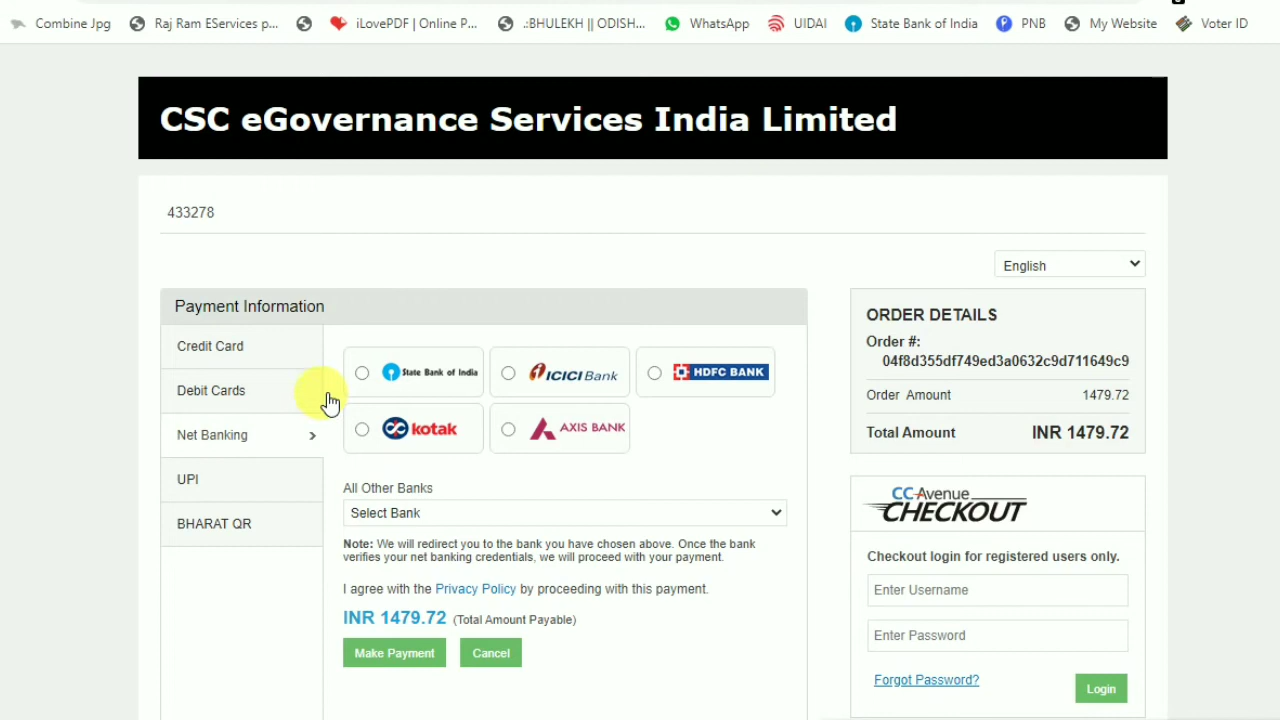 Combine Jpg
Raj Ram EServices p...
iLovePDF | Online P...
.:BHULEKH || ODISH...
WhatsApp
UIDAI
State Bank of India
PNB
My Website
Voter ID
CSC eGovernance Services India Limited
433278
English
Payment Information
Credit Card
Debit Cards
Net Banking
UPI
BHARAT QR
State Bank of India
ICICI Bank
HDFC BANK
kotak
AXIS BANK
All Other Banks
Select Bank
Note: We will redirect you to the bank you have chosen above. Once the bank
verifies your net banking credentials, we will proceed with your payment.
I agree with the Privacy Policy by proceeding with this payment.
INR 1479.72 (Total Amount Payable)
Make Payment
Cancel
ORDER DETAILS
Order #:
04f8d355df749ed3a0632c9d711649c9
Order Amount 1479.72
Total Amount INR 1479.72
CCAvenue
CHECKOUT
Checkout login for registered users only.
Enter Username
Enter Password
Forgot Password?
Login